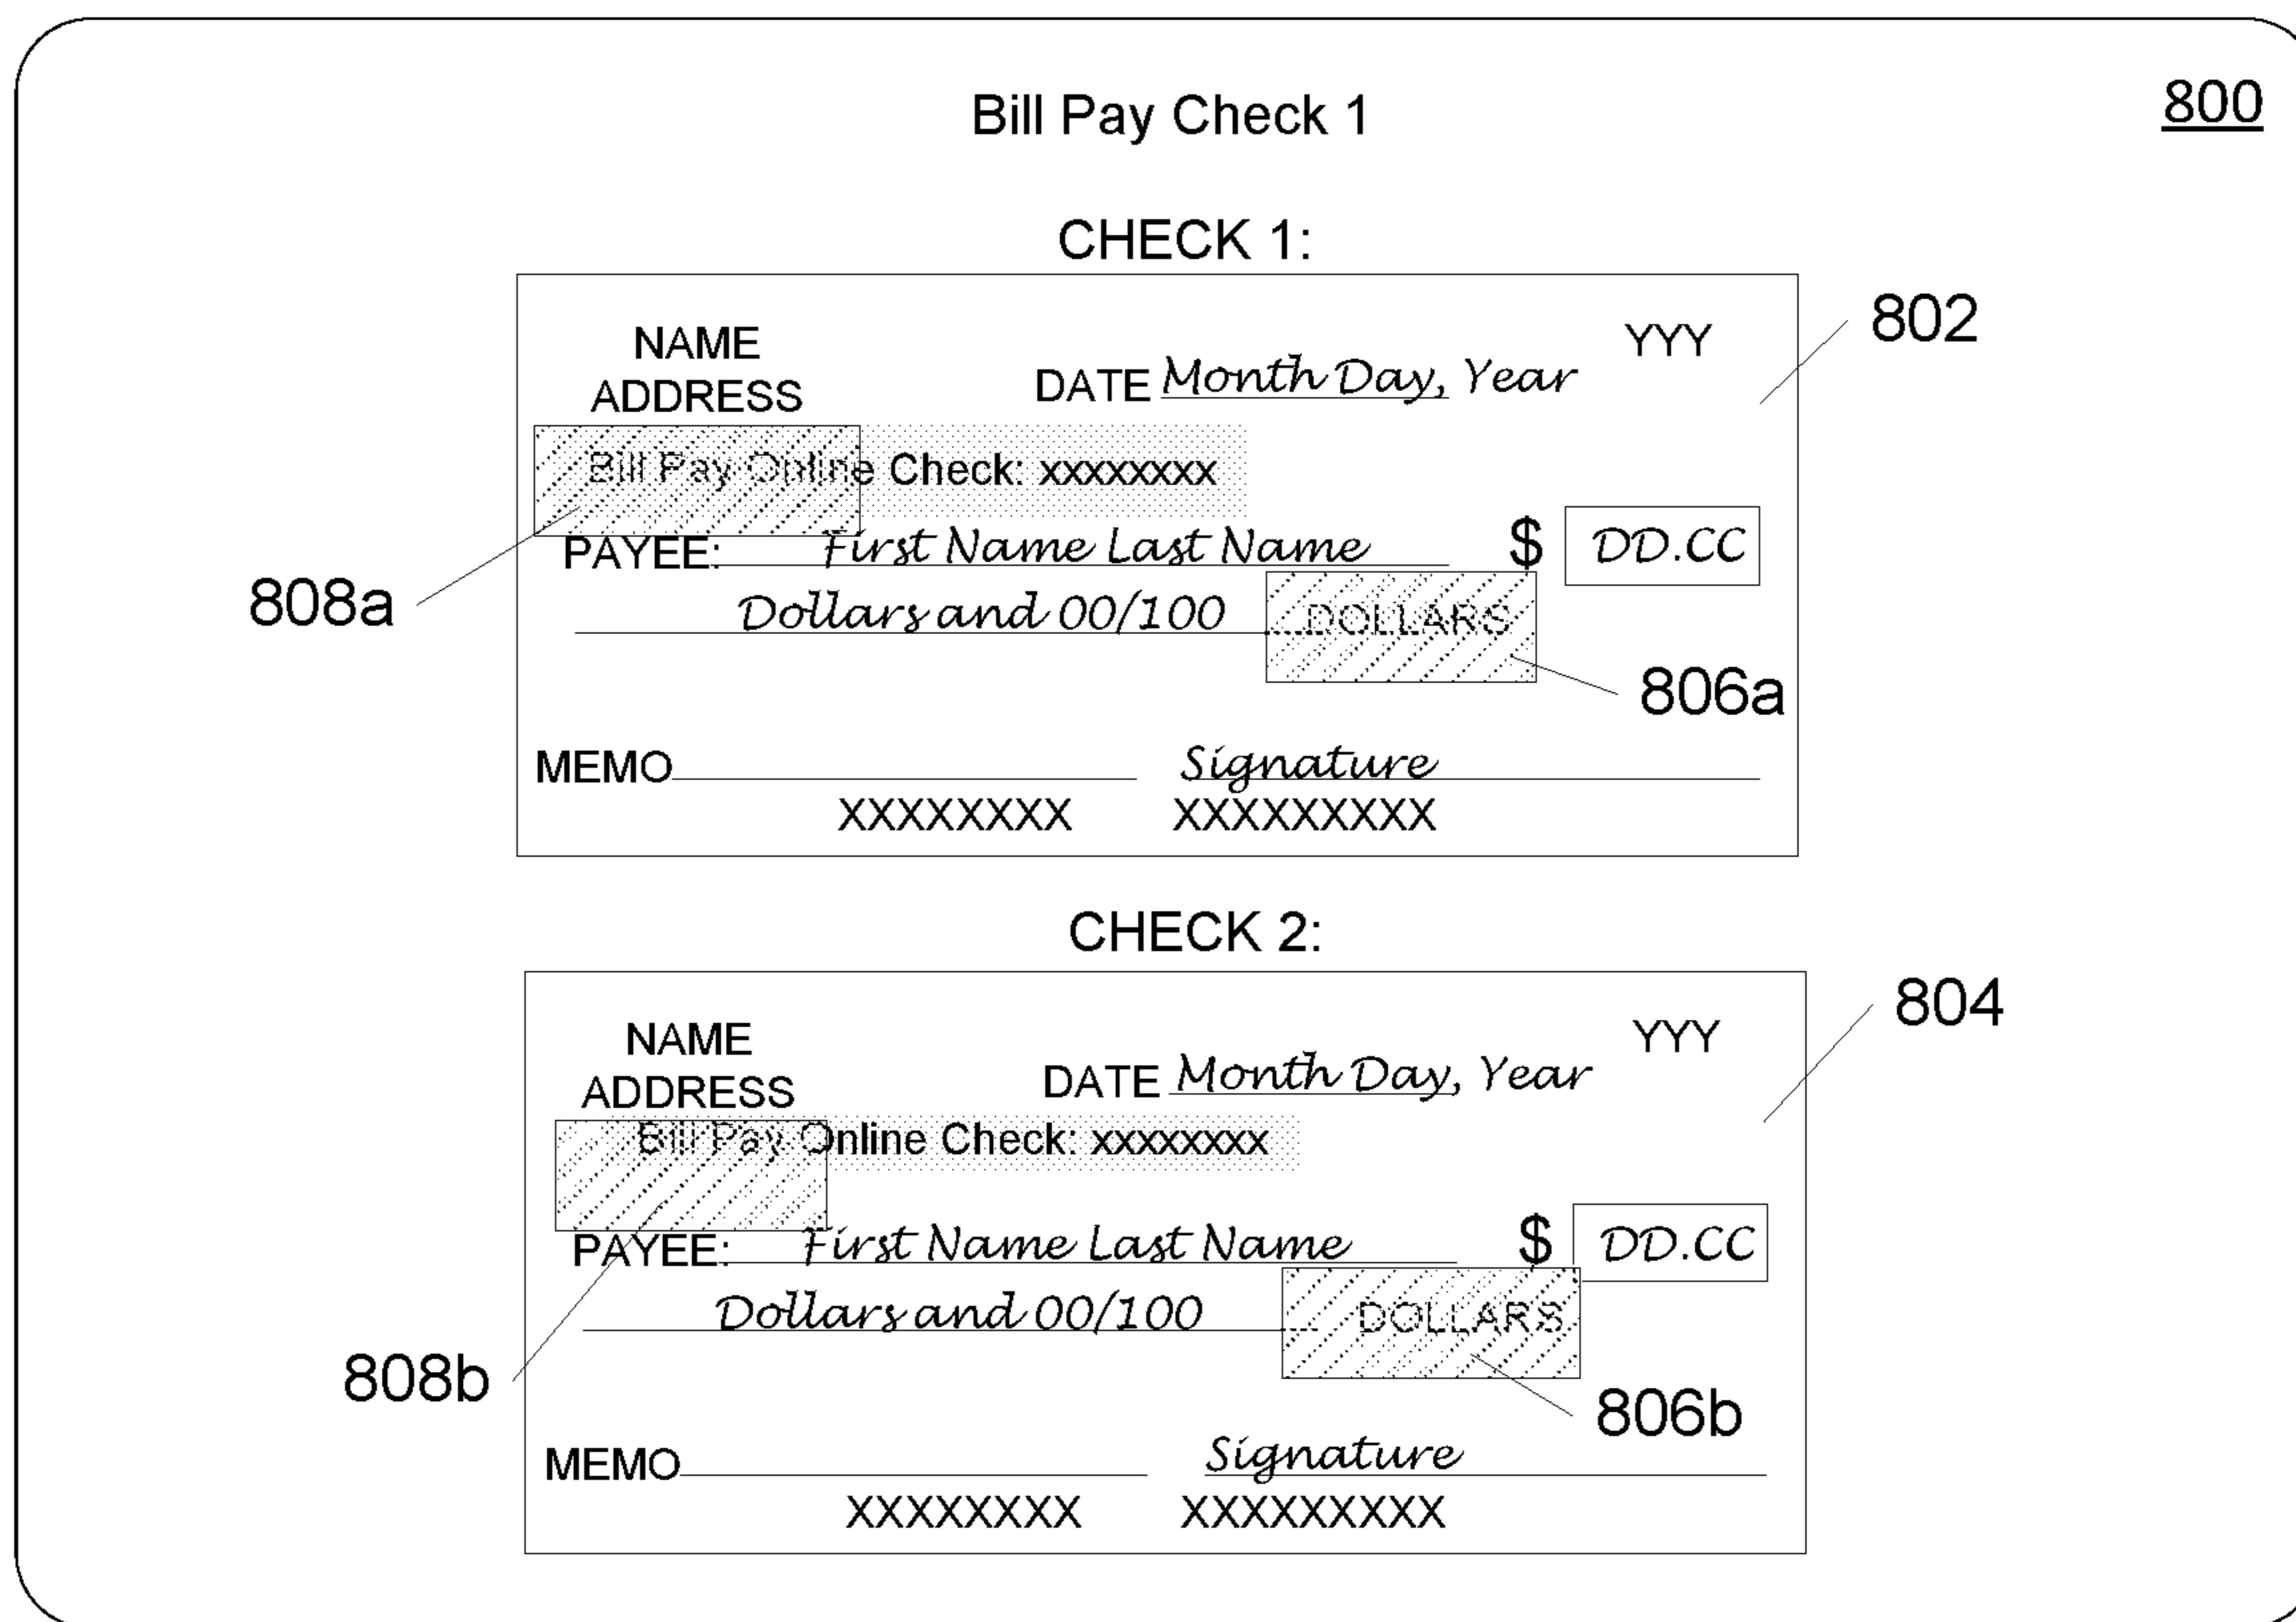 800
Bill Pay Check 1
CHECK 1:
802
NAME
YYY
ADDRESS
DATE Month Day, Year
Bill Pay Online Check: xxxxxxxx
PAYEE: First Name Last Name $ DD.CC
808a
Dollars and 00/100 DOLLARS
806a
MEMO Signature
XXXXXXXX XXXXXXXXX
CHECK 2:
804
NAME
YYY
ADDRESS
DATE Month Day, Year
Bill Pay Online Check: xxxxxxxx
PAYEE: First Name Last Name $ DD.CC
Dollars and 00/100 DOLLARS
808b
806b
MEMO Signature
XXXXXXXX XXXXXXXXX